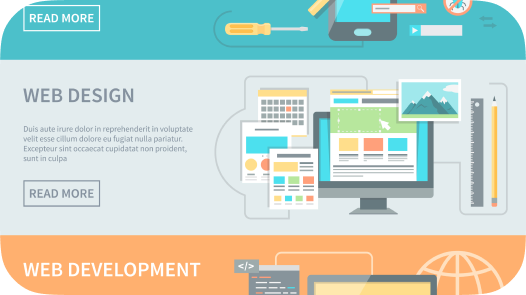 READ MORE
WEB DESIGN
Duis aute irure dolor in reprehenderit in voluptate
velit esse cillum dolore eu fugiat nulla pariatur.
Excepteur sint occaecat cupidatat non proident,
sunt in culpa
READ MORE
WEB DEVELOPMENT
</>